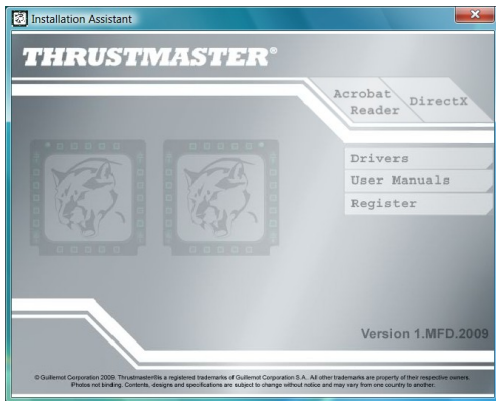 Installation Assistant
THRUSTMASTER®
Acrobat
Reader
DirectX
Drivers
User Manuals
Register
Version 1.MFD.2009
© Guillemot Corporation 2009. Thrustmaster®is a registered trademarks of Guillemot Corporation S.A.. All other trademarks are property of their respective owners.
Photos not binding. Contents, designs and specifications are subject to change without notice and may vary from one country to another.